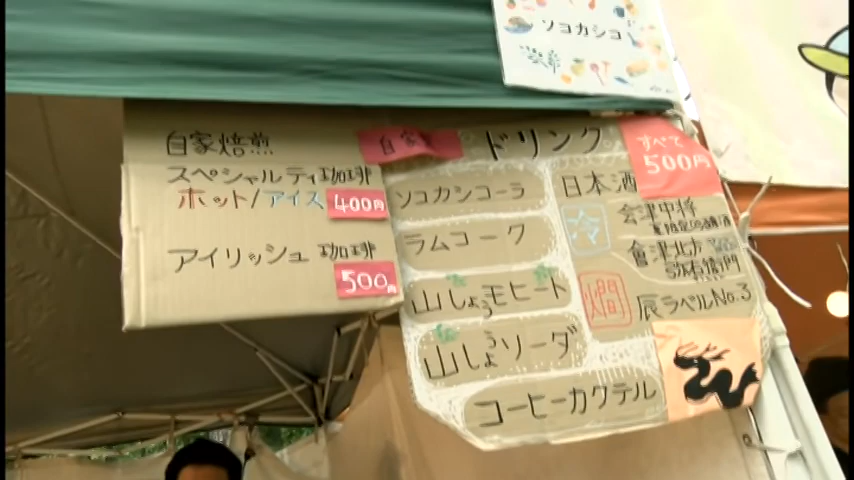 ソコカシコ
自家焙煎
スペシャルティ珈琲
ホット/アイス 400円
アイリッシュ珈琲
500円
自家
ドリンク
すべて
500円
ソコカシコーラ
ラムコーク
山しょうモヒート
山しょうソーダ
コーヒーカクテル
日本酒
冷
燗
会津中将
會津北方
弥右衛門
辰ラベルNo.3